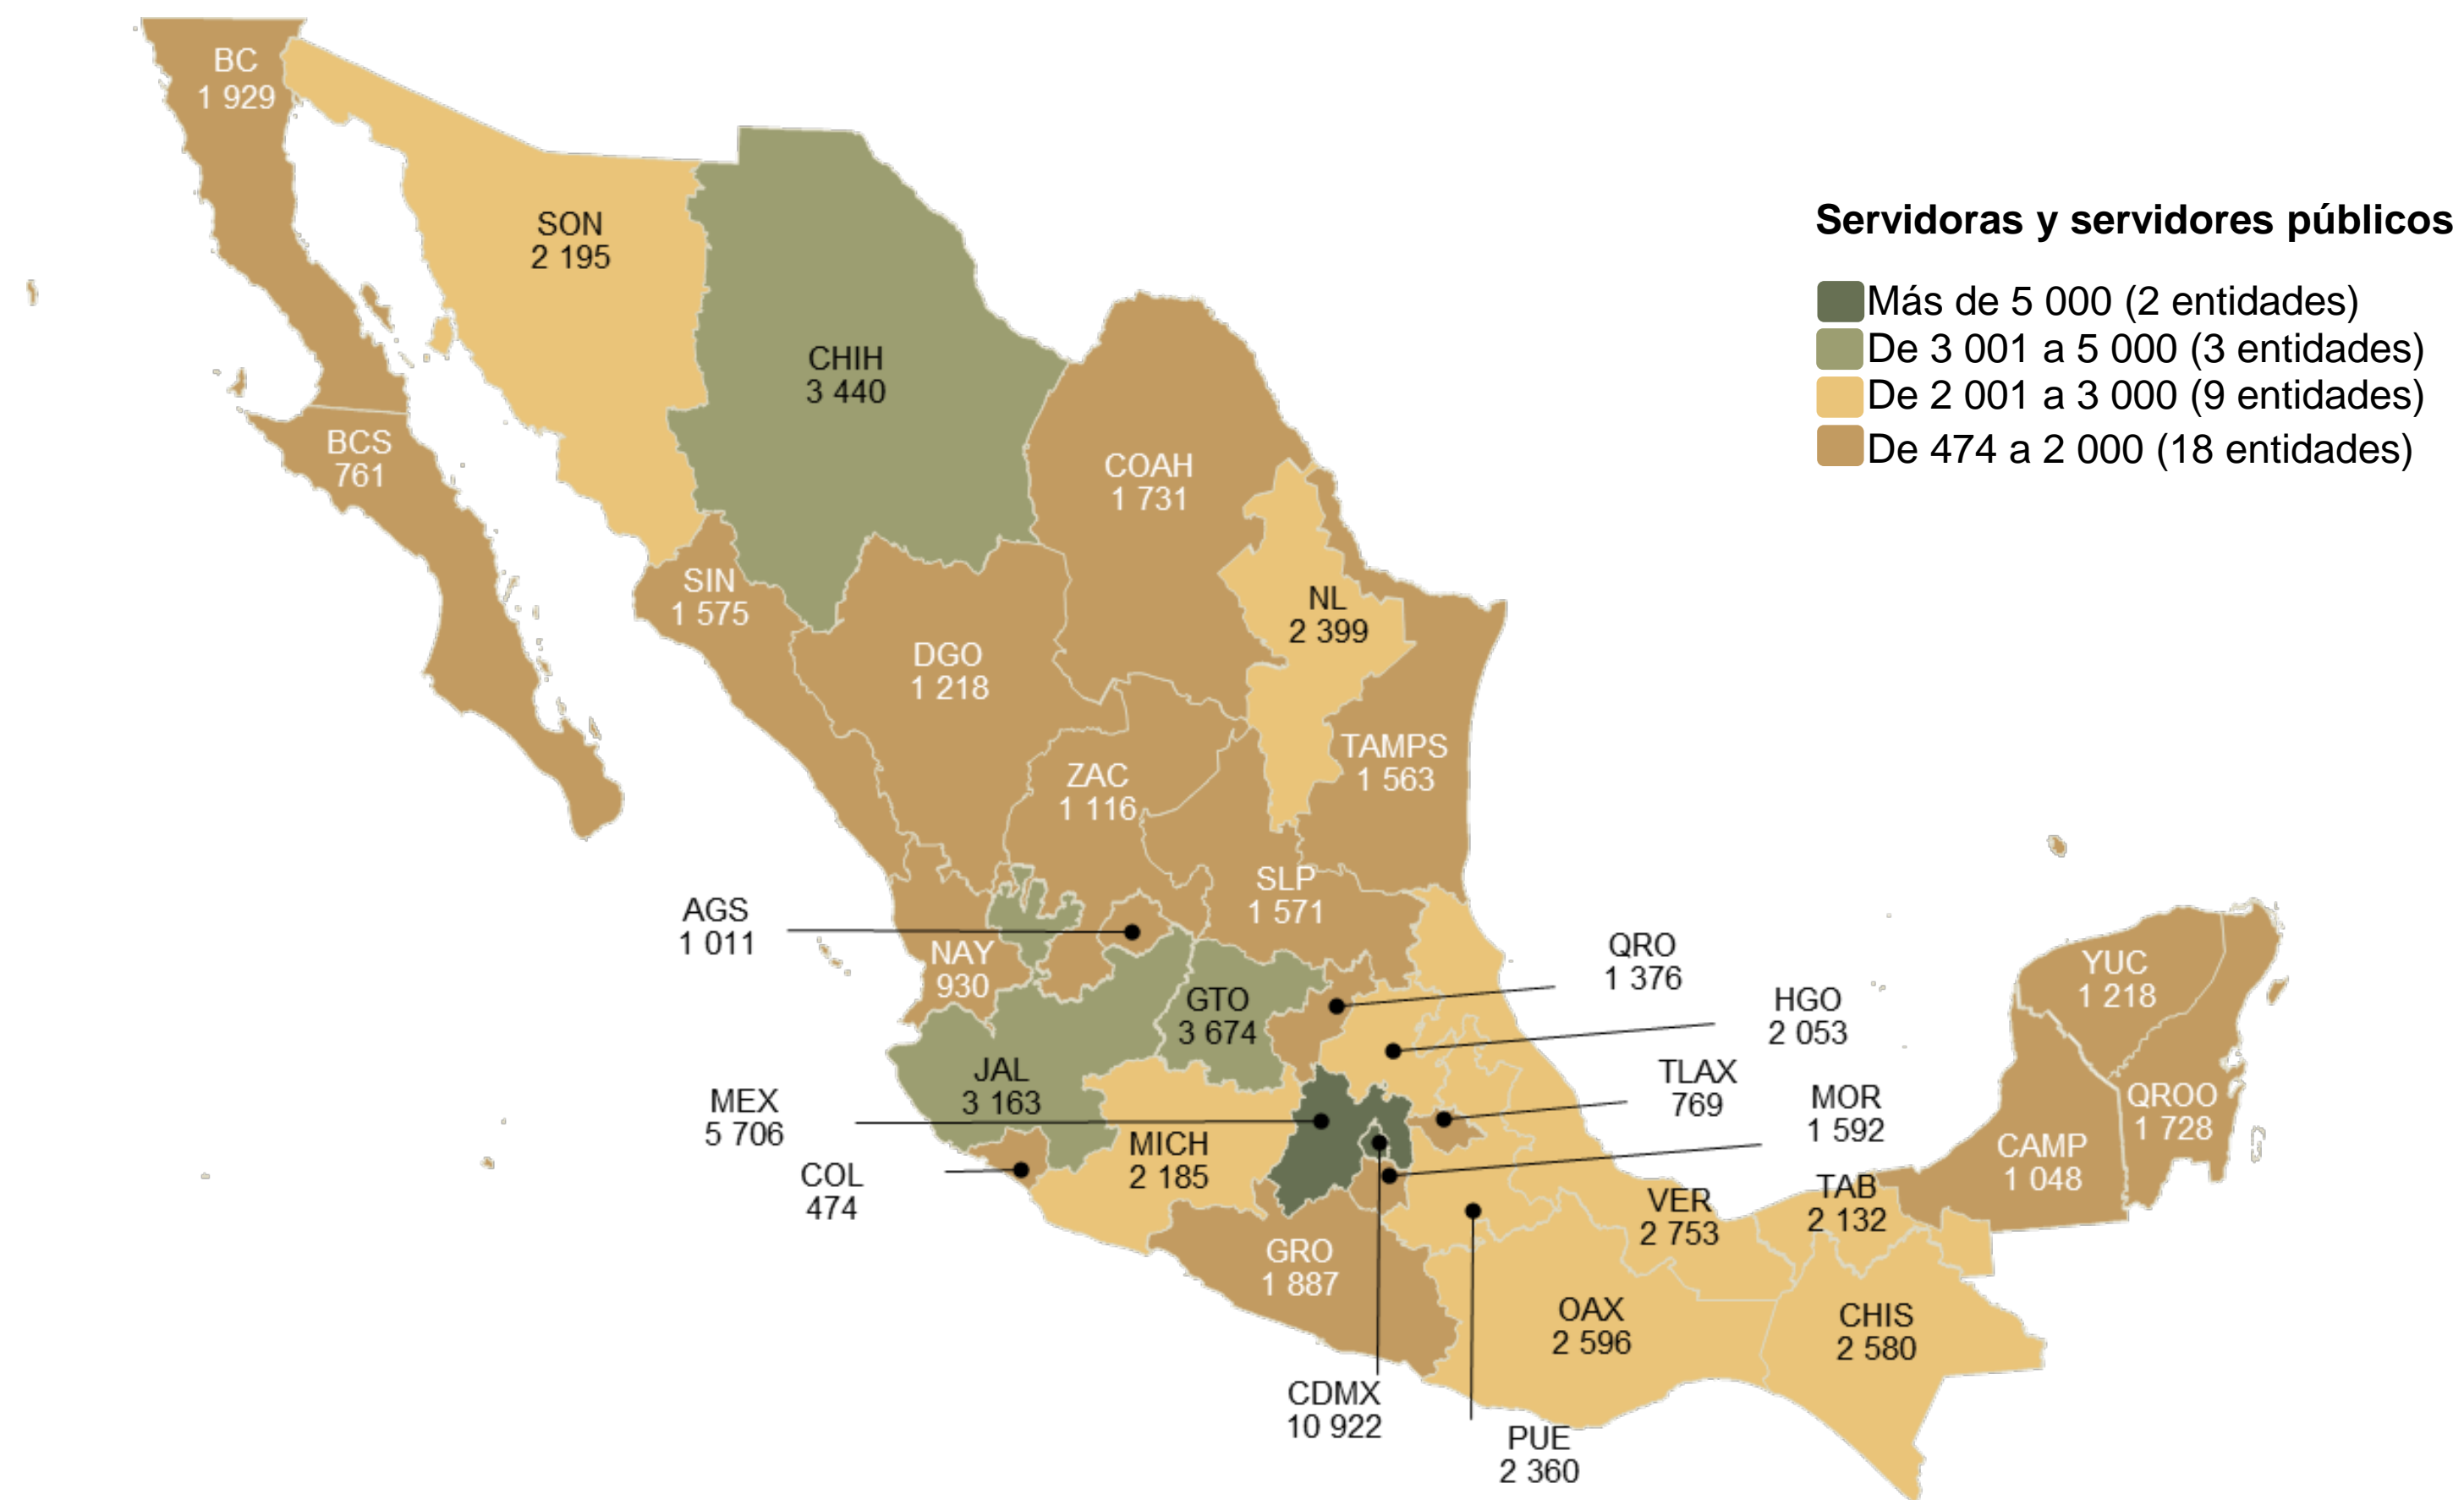 BC
1 929
SON
2 195
CHIH
3 440
BCS
761
COAH
1 731
SIN
1 575
NL
2 399
DGO
1 218
TAMPS
1 563
ZAC
1 116
SLP
1 571
AGS
1 011
NAY
930
GTO
3 674
QRO
1 376
HGO
2 053
JAL
3 163
TLAX
769
MOR
1 592
MEX
5 706
MICH
2 185
COL
474
GRO
1 887
VER
2 753
TAB
2 132
YUC
1 218
QROO
1 728
CAMP
1 048
OAX
2 596
CHIS
2 580
CDMX
10 922
PUE
2 360
Servidoras y servidores públicos
Más de 5 000 (2 entidades)
De 3 001 a 5 000 (3 entidades)
De 2 001 a 3 000 (9 entidades)
De 474 a 2 000 (18 entidades)